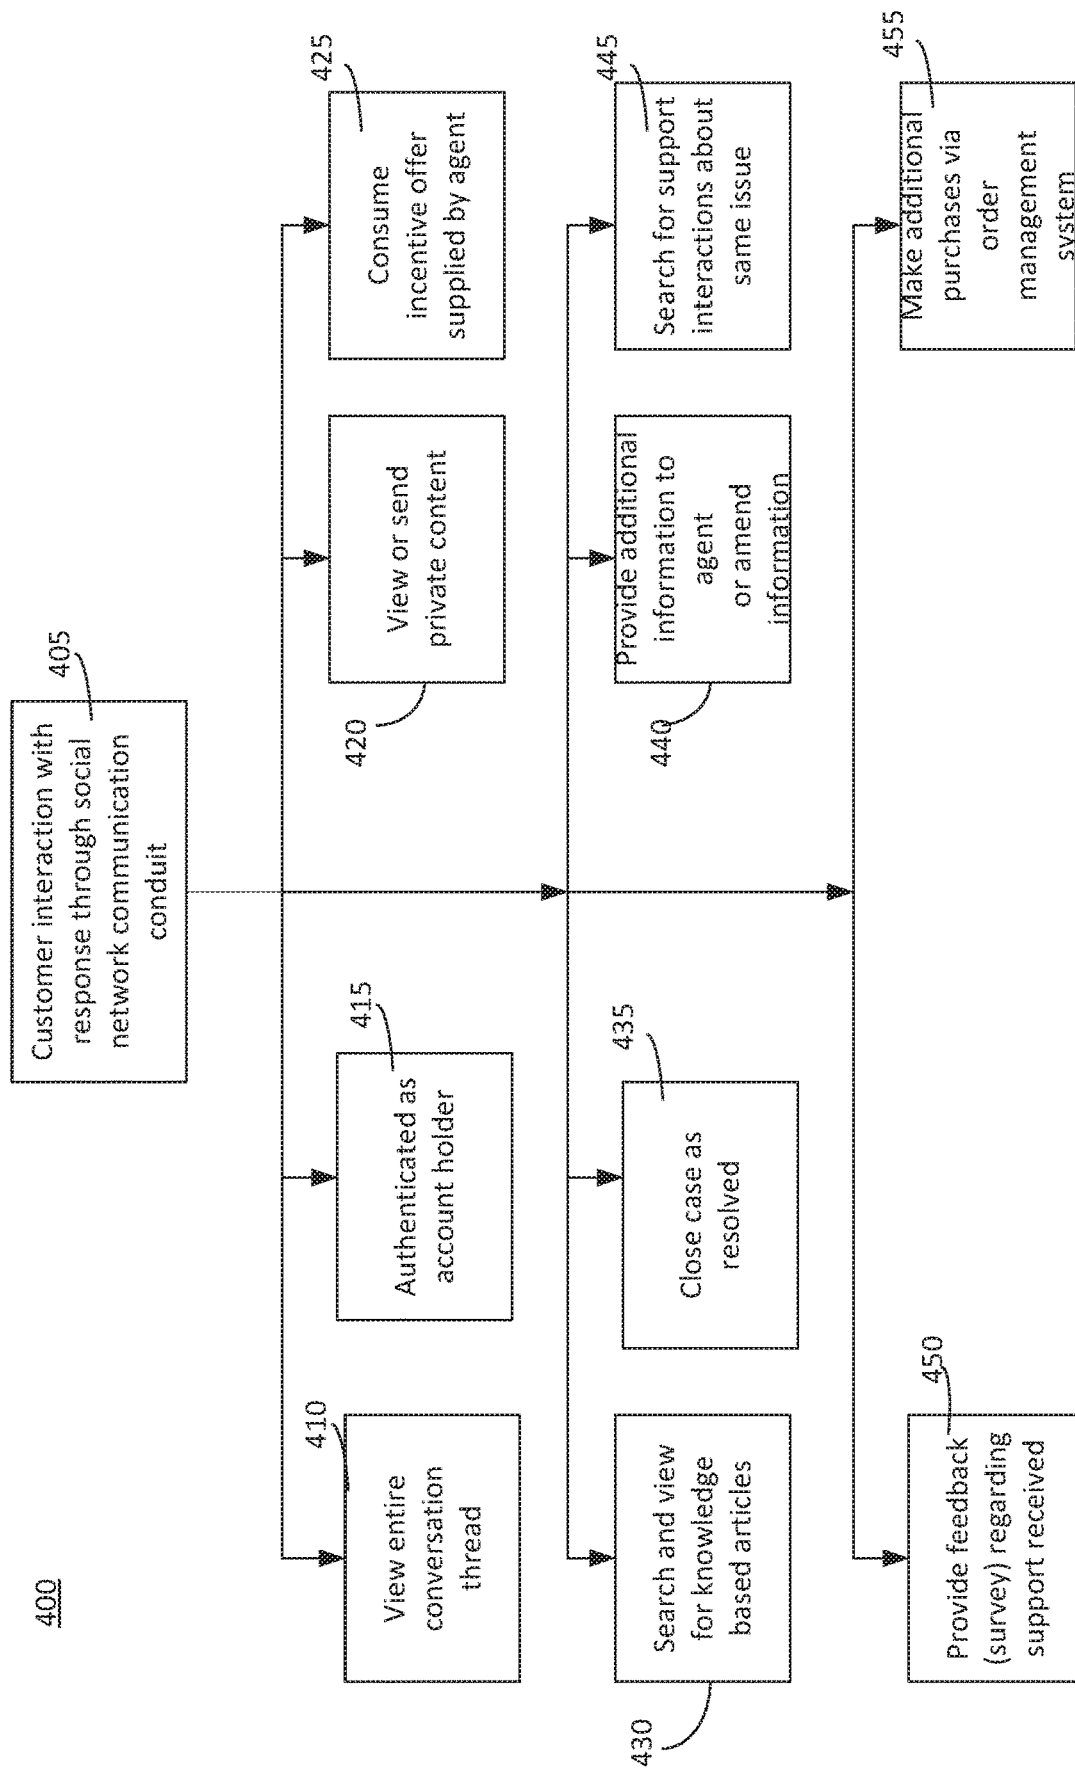 400
Customer interaction with
response through social
network communication
conduit
405
View entire
conversation
thread
410
Authenticated as
account holder
415
View or send
private content
420
Consume
incentive offer
supplied by agent
425
Search and view
for knowledge
based articles
430
Close case as
resolved
435
Provide additional
information to
agent
or amend
information
440
Search for support
interactions about
same issue
445
Provide feedback
(survey) regarding
support received
450
Make additional
purchases via
order
management
system
455